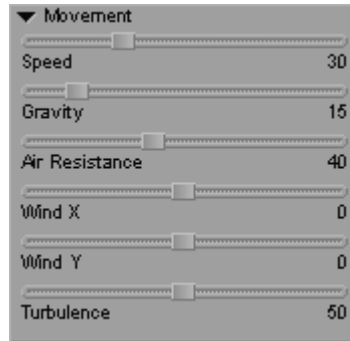 Movement
Speed 30
Gravity 15
Air Resistance 40
Wind X 0
Wind Y 0
Turbulence 50